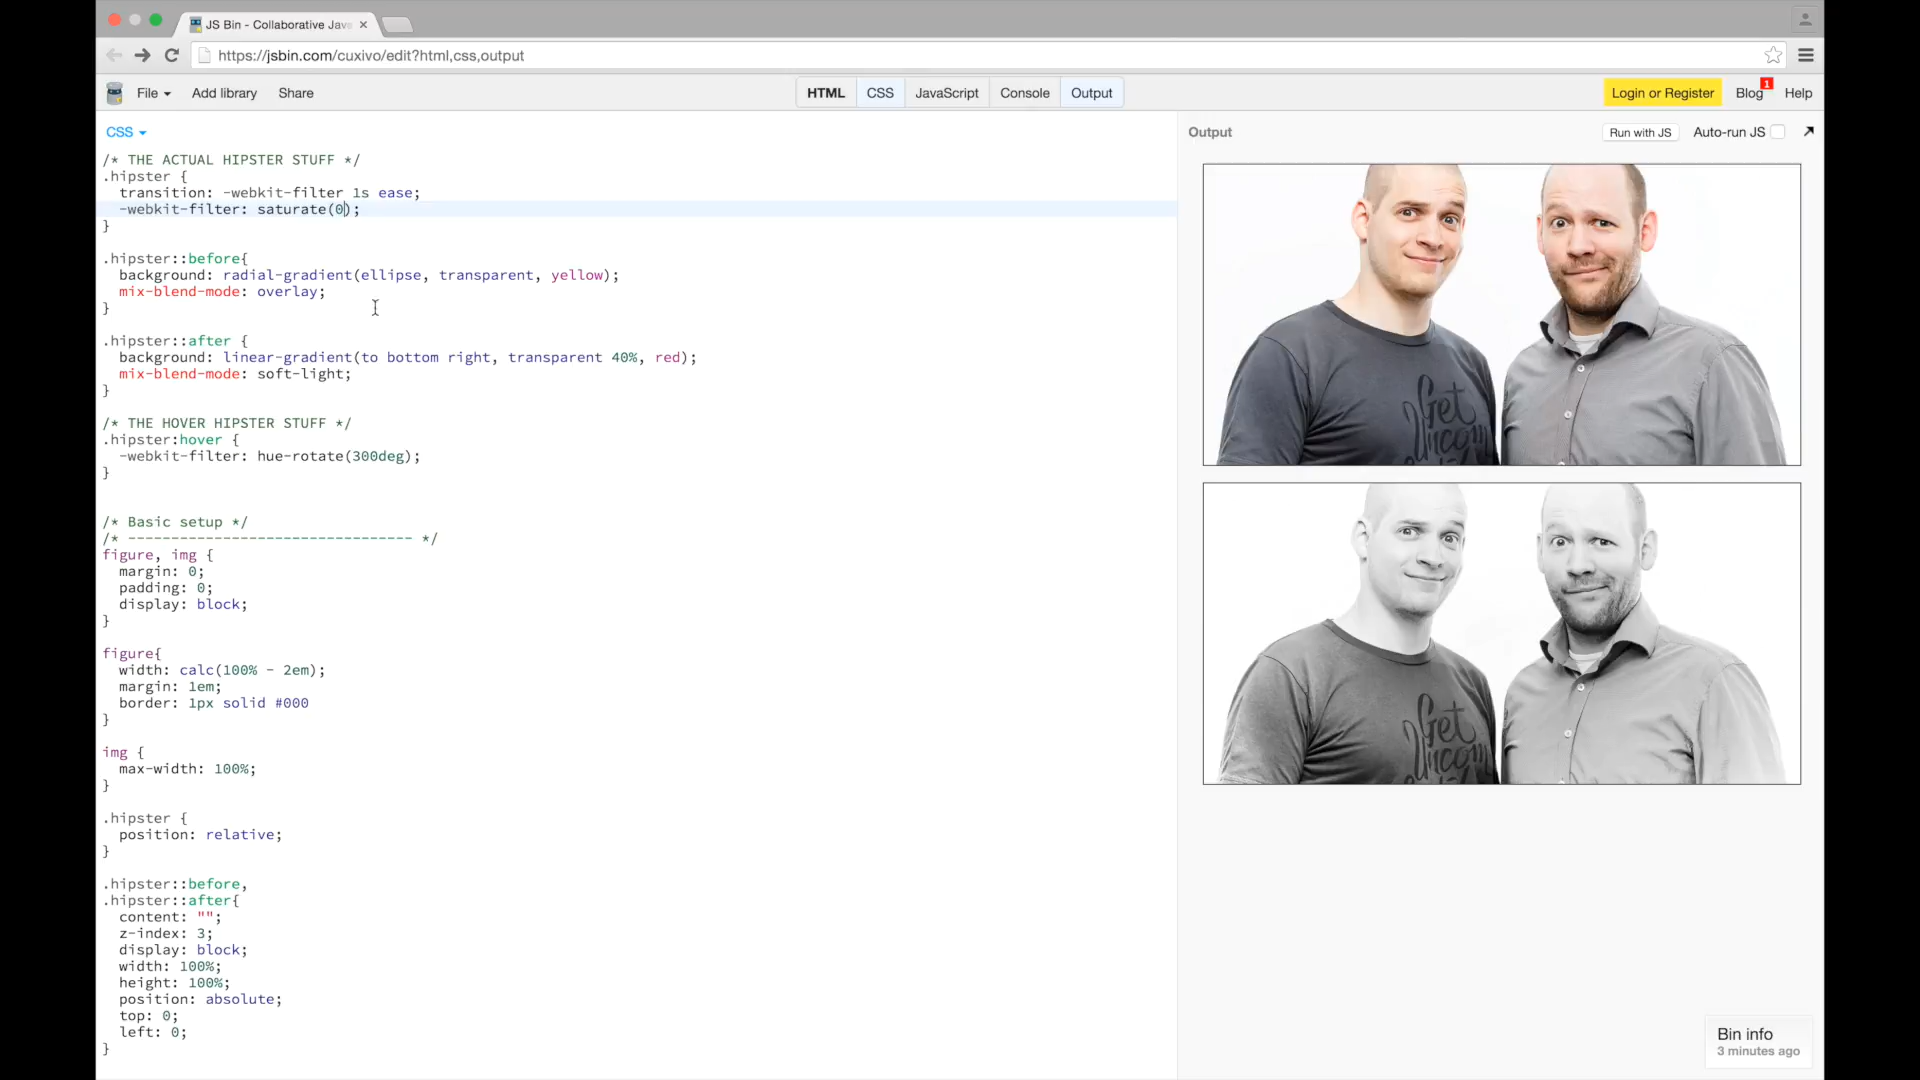 JS Bin - Collaborative Java
https://jsbin.com/cuxivo/edit?html,css,output
File Add library Share HTML CSS JavaScript Console Output Login or Register Blog 1 Help
CSS
Output Run with JS Auto-run JS
/* THE ACTUAL HIPSTER STUFF */
.hipster {
transition: -webkit-filter 1s ease;
-webkit-filter: saturate(0);
}
.hipster::before{
background: radial-gradient(ellipse, transparent, yellow);
mix-blend-mode: overlay;
}
.hipster::after {
background: linear-gradient(to bottom right, transparent 40%, red);
mix-blend-mode: soft-light;
}
/* THE HOVER HIPSTER STUFF */
.hipster:hover {
-webkit-filter: hue-rotate(300deg);
}
/* Basic setup */
/* --------------------------------- */
figure, img {
margin: 0;
padding: 0;
display: block;
}
figure{
width: calc(100% - 2em);
margin: 1em;
border: 1px solid #000
}
img {
max-width: 100%;
}
.hipster {
position: relative;
}
.hipster::before,
.hipster::after{
content: "";
z-index: 3;
display: block;
width: 100%;
height: 100%;
position: absolute;
top: 0;
left: 0;
}
Get
Uncom
Get
Uncom
Bin info
3 minutes ago